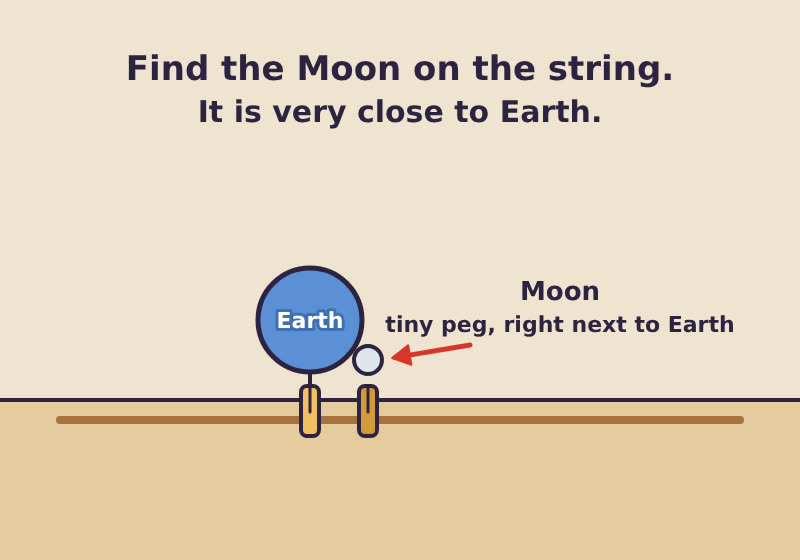 Find the Moon on the string.
It is very close to Earth.
Earth
Moon
tiny peg, right next to Earth